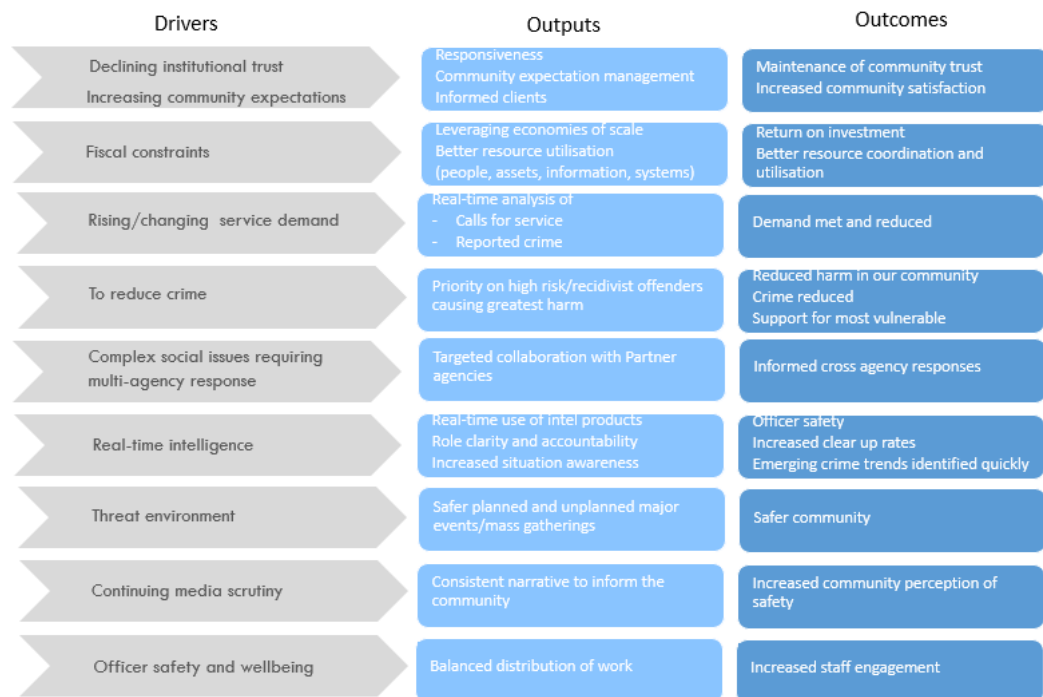 Drivers
Outputs
Outcomes
Declining institutional trust
Increasing community expectations
Responsiveness
Community expectation management
Informed clients
Maintenance of community trust
Increased community satisfaction
Fiscal constraints
Leveraging economies of scale
Better resource utilisation
(people, assets, information, systems)
Return on investment
Better resource coordination and
utilisation
Rising/changing service demand
Real-time analysis of
- Calls for service
- Reported crime
Demand met and reduced
To reduce crime
Priority on high risk/recidivist offenders
causing greatest harm
Reduced harm in our community
Crime reduced
Support for most vulnerable
Complex social issues requiring
multi-agency response
Targeted collaboration with Partner
agencies
Informed cross agency responses
Real-time intelligence
Real-time use of intel products
Role clarity and accountability
Increased situation awareness
Officer safety
Increased clear up rates
Emerging crime trends identified quickly
Threat environment
Safer planned and unplanned major
events/mass gatherings
Safer community
Continuing media scrutiny
Consistent narrative to inform the
community
Increased community perception of
safety
Officer safety and wellbeing
Balanced distribution of work
Increased staff engagement